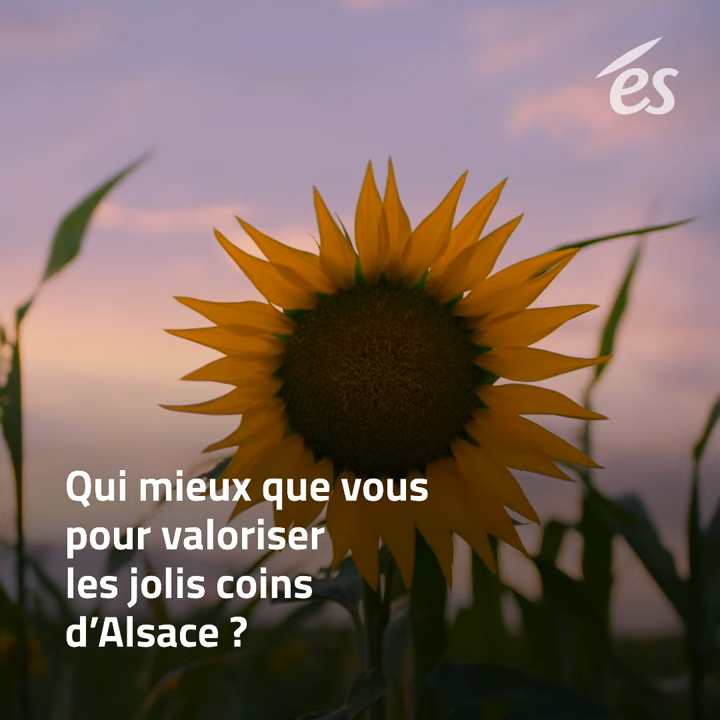 és
Qui mieux que vous
pour valoriser
les jolis coins
d’Alsace ?